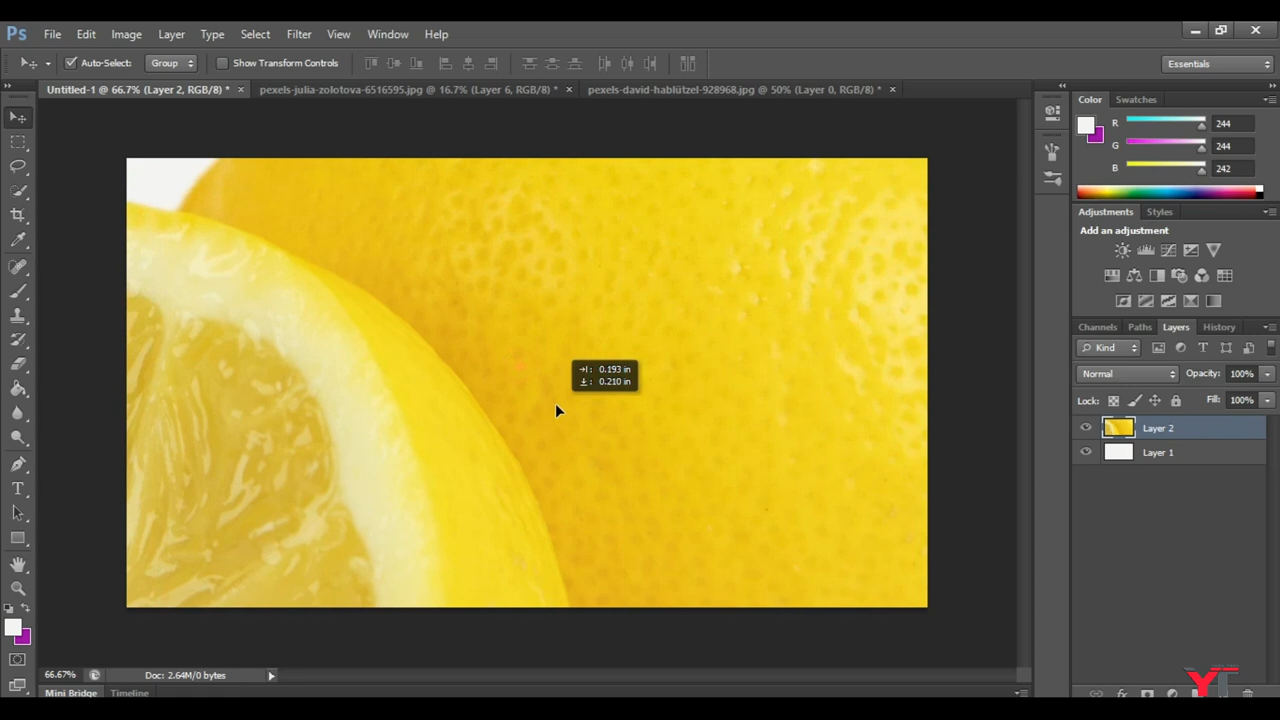 Ps File Edit Image Layer Type Select Filter View Window Help
Auto-Select: Group Show Transform Controls Essentials
Untitled-1 @ 66.7% (Layer 2, RGB/8) * × pexels-julia-zolotova-6516595.jpg @ 16.7% (Layer 6, RGB/8) * × pexels-david-hablützel-928968.jpg @ 50% (Layer 0, RGB/8) * ×
Color Swatches
R 244
G 244
B 242
Adjustments Styles
Add an adjustment
Channels Paths Layers History
Kind
Normal Opacity: 100%
Lock: Fill: 100%
Layer 2
Layer 1
0.193 in
0.210 in
T
66.67% Doc: 2.64M/0 bytes
Mini Bridge Timeline
YT